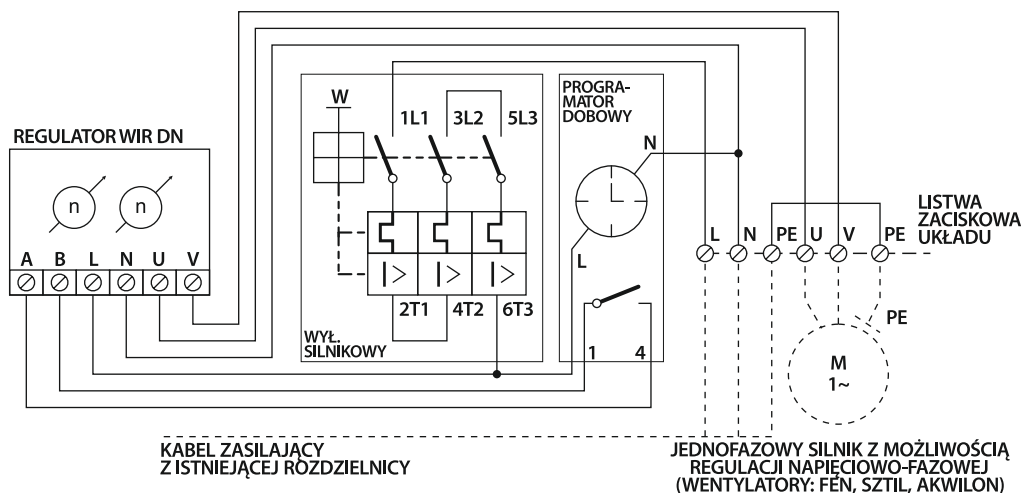 REGULATOR WIR DN
n n
A B L N U V
W
1L1 3L2 5L3
2T1 4T2 6T3
WYŁ.
SILNIKOWY
PROGRA-
MATOR
DOBOWY
N
L
1 4
L N PE U V PE
LISTWA
ZACISKOWA
UKŁADU
PE
M
1~
KABEL ZASILAJĄCY
Z ISTNIEJĄCEJ ROZDZIELNICY
JEDNOFAZOWY SILNIK Z MOŻLIWOŚCIĄ
REGULACJI NAPIĘCIOWO-FAZOWEJ
(WENTYLATORY: FEN, SZTIL, AKWILON)